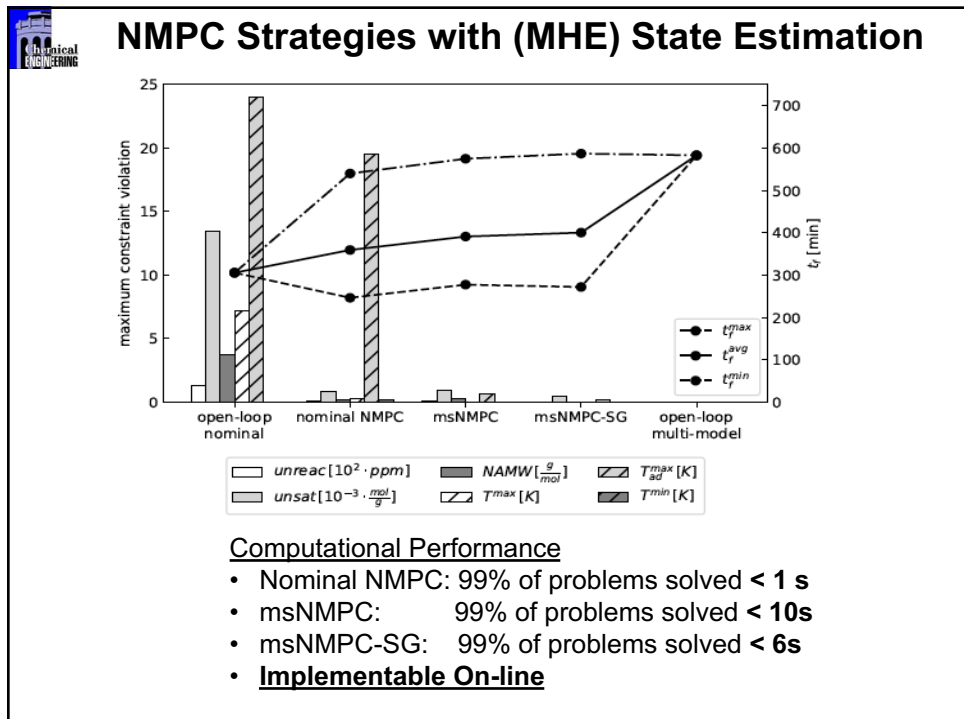 Chemical
ENGINEERING
NMPC Strategies with (MHE) State Estimation
25
20
15
10
5
0
maximum constraint violation
700
600
500
400
300
200
100
0
t_f [min]
t_f^{max}
t_f^{avg}
t_f^{min}
open-loop nominal
nominal NMPC
msNMPC
msNMPC-SG
open-loop multi-model
unreac [10^2 · ppm]
unsat [10^{-3} · mol/g]
NAMW [g/mol]
T^{max} [K]
T_{ad}^{max} [K]
T^{min} [K]
Computational Performance
• Nominal NMPC: 99% of problems solved < 1 s
• msNMPC: 99% of problems solved < 10s
• msNMPC-SG: 99% of problems solved < 6s
• Implementable On-line